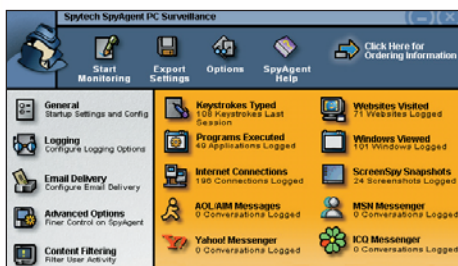 Spytech SpyAgent PC Surveillance
Start Monitoring
Export Settings
Options
SpyAgent Help
Click Here for Ordering Information
General
Startup Settings and Config
Logging
Configure Logging Options
Email Delivery
Configure Email Delivery
Advanced Options
Finer Control on SpyAgent
Content Filtering
Filter User Activity
Keystrokes Typed
108 Keystrokes Last Session
Programs Executed
49 Applications Logged
Internet Connections
196 Connections Logged
AOL/AIM Messages
0 Conversations Logged
Yahoo! Messenger
0 Conversations Logged
Websites Visited
71 Websites Logged
Windows Viewed
101 Windows Logged
ScreenSpy Snapshots
24 Screenshots Logged
MSN Messenger
0 Conversations Logged
ICQ Messenger
0 Conversations Logged